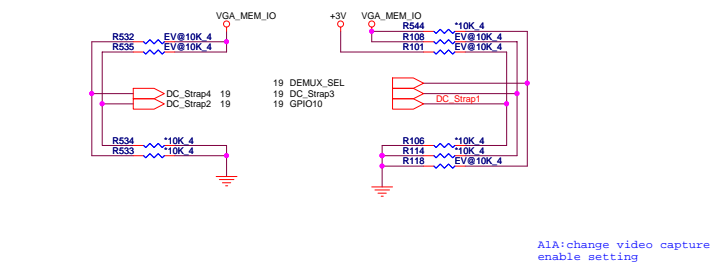 VGA_MEM_IO
+3V VGA_MEM_IO
R532 EV@10K_4
R535 EV@10K_4
R544 *10K_4
R108 EV@10K_4
R101 EV@10K_4
DC_Strap4 19
DC_Strap2 19
19 DEMUX_SEL
19 DC_Strap3
19 GPIO10
DC_Strap1
R534 *10K_4
R533 *10K_4
R106 *10K_4
R114 *10K_4
R118 EV@10K_4
A1A:change video capture
enable setting